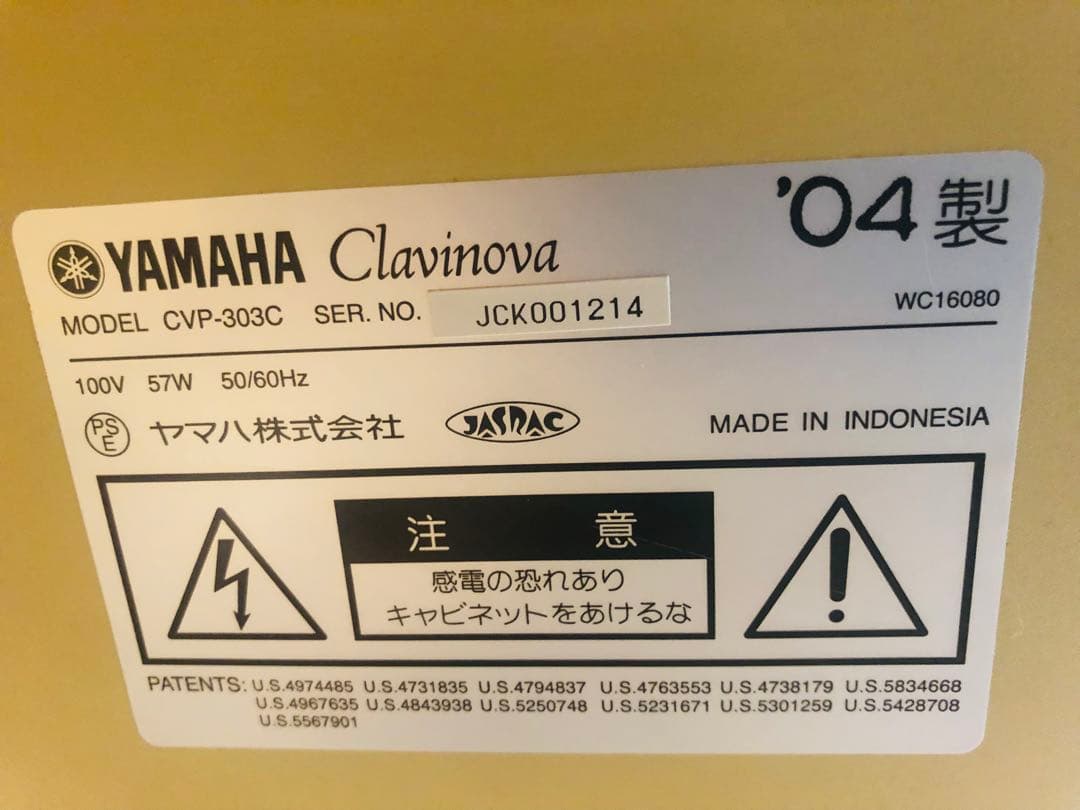 YAMAHA Clavinova '04 製
MODEL CVP-303C SER. NO. JCK001214 WC16080
100V 57W 50/60Hz
PSE ヤマハ株式会社 JASRAC MADE IN INDONESIA
注意
感電の恐れあり
キャビネットをあけるな
PATENTS: U.S.4974485 U.S.4731835 U.S.4794837 U.S.4763553 U.S.4738179 U.S.5834668
U.S.4967635 U.S.4843938 U.S.5250748 U.S.5231671 U.S.5301259 U.S.5428708
U.S.5567901